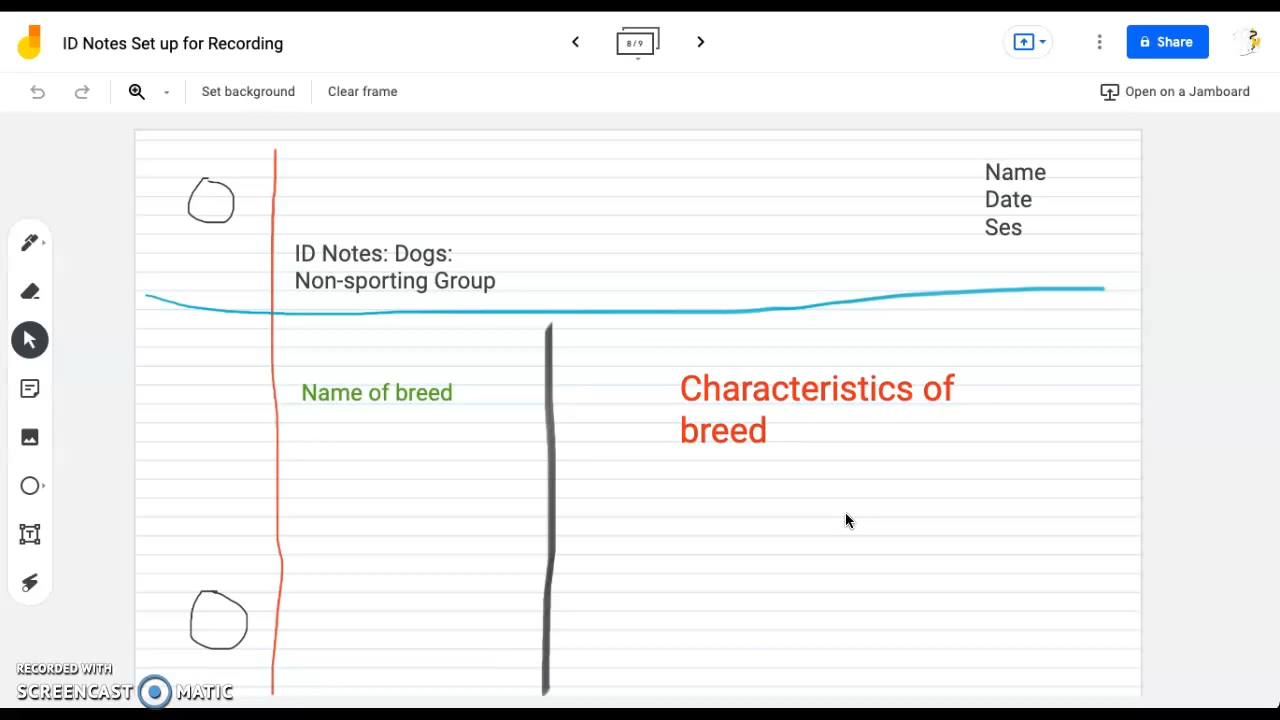 ID Notes Set up for Recording
8/9
Share
Set background
Clear frame
Open on a Jamboard
Name
Date
Ses
ID Notes: Dogs:
Non-sporting Group
Name of breed
Characteristics of
breed
RECORDED WITH
SCREENCAST MATIC